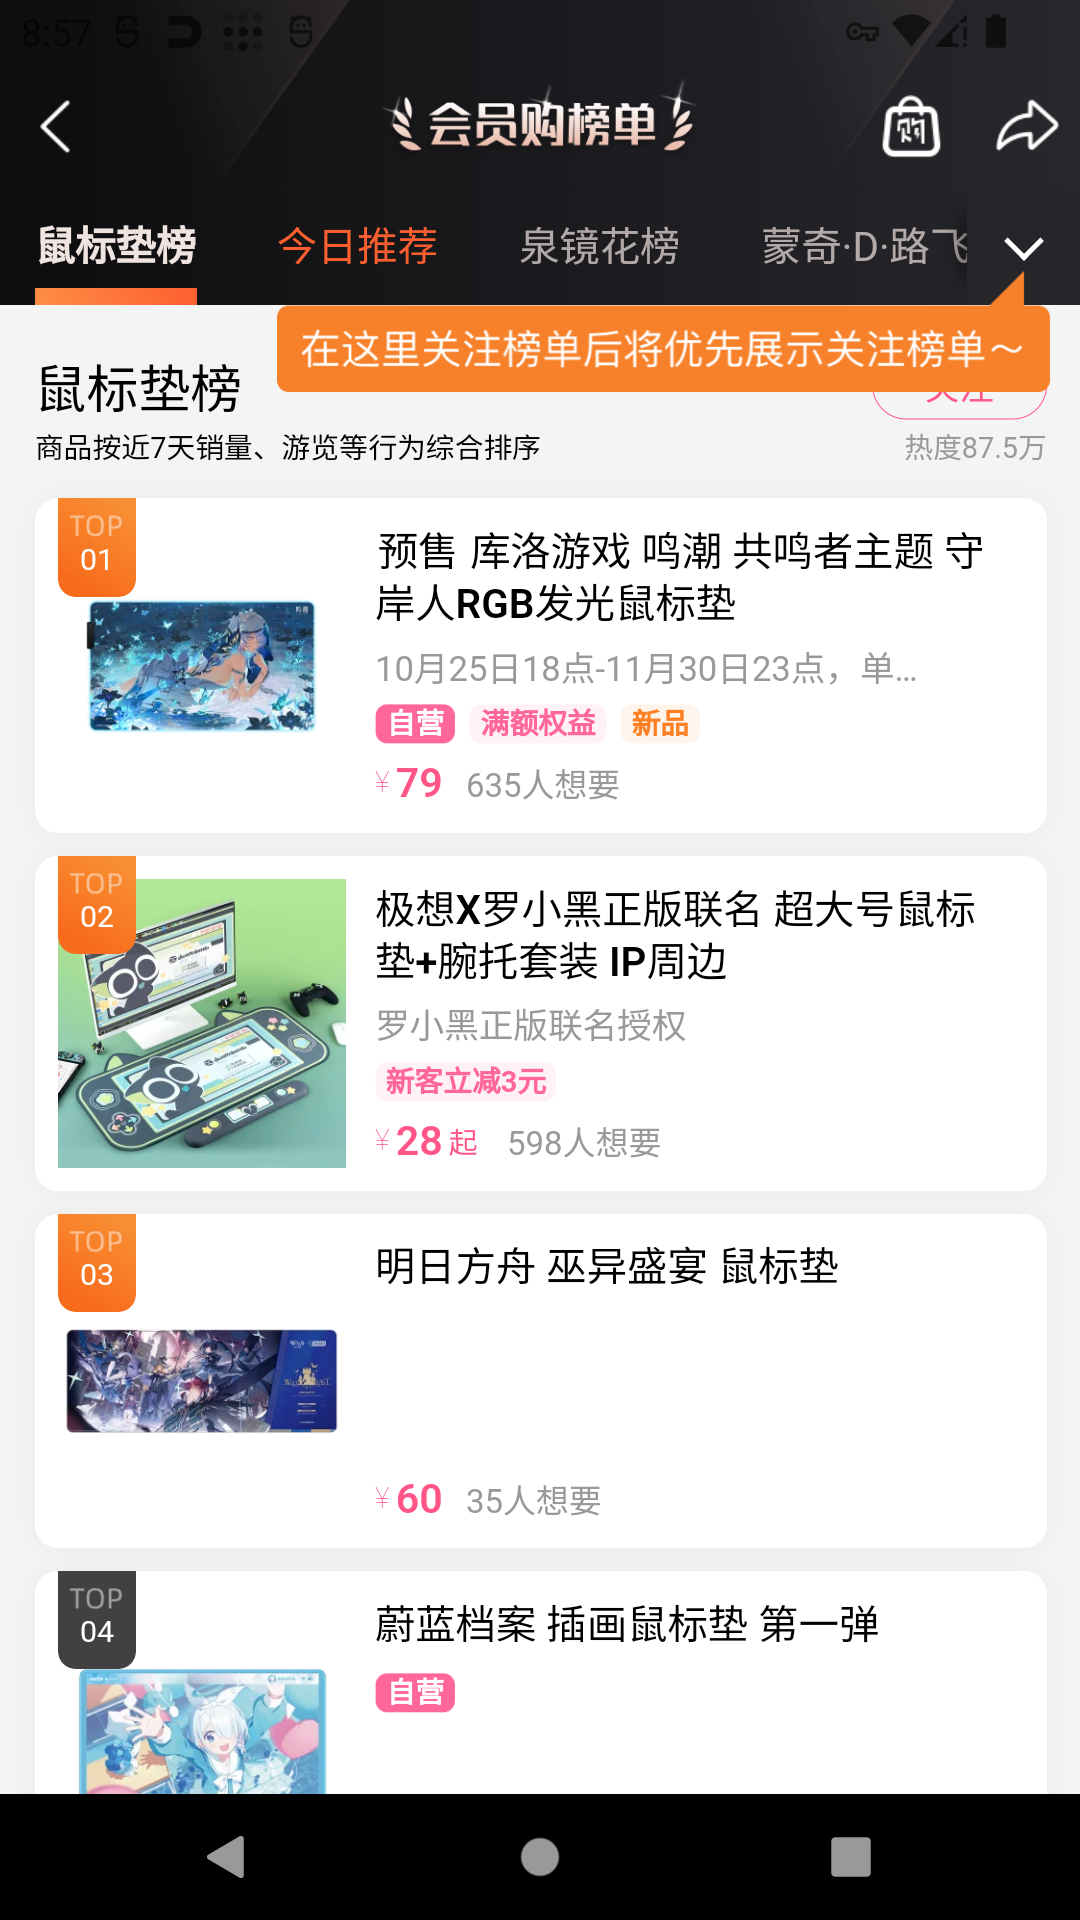 8:57
会员购榜单
鼠标垫榜 今日推荐 泉镜花榜 蒙奇·D·路飞
在这里关注榜单后将优先展示关注榜单～
鼠标垫榜
关注
商品按近7天销量、游览等行为综合排序
热度87.5万
TOP
01
预售 库洛游戏 鸣潮 共鸣者主题 守
岸人RGB发光鼠标垫
10月25日18点-11月30日23点，单...
自营 满额权益 新品
¥79 635人想要
TOP
02
极想X罗小黑正版联名 超大号鼠标
垫+腕托套装 IP周边
罗小黑正版联名授权
新客立减3元
¥28起 598人想要
TOP
03
明日方舟 巫异盛宴 鼠标垫
¥60 35人想要
TOP
04
蔚蓝档案 插画鼠标垫 第一弹
自营